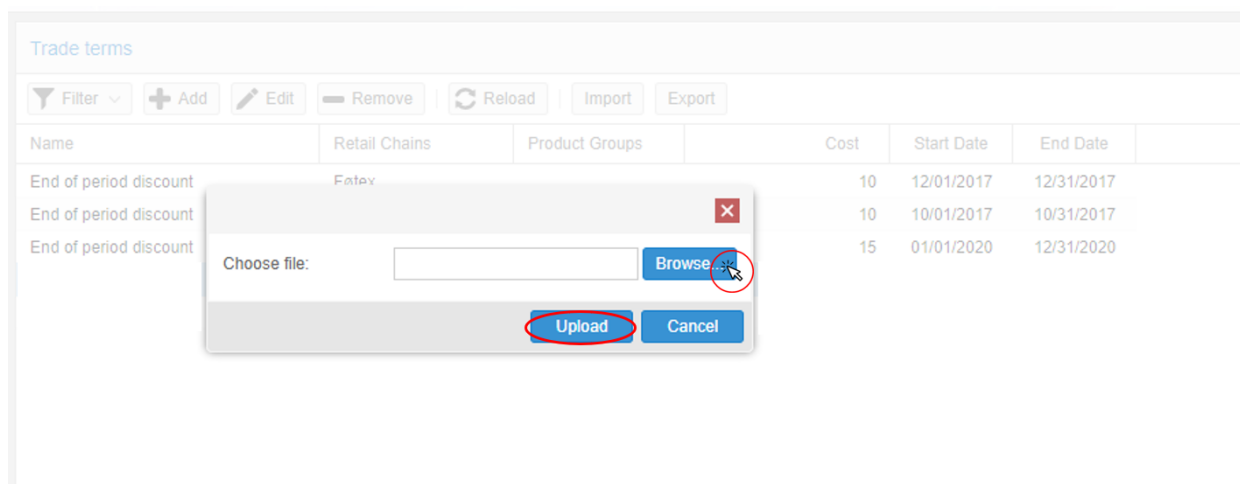 Trade terms
Filter Add Edit Remove Reload Import Export
Name Retail Chains Product Groups Cost Start Date End Date
End of period discount Føtex 10 12/01/2017 12/31/2017
End of period discount 10 10/01/2017 10/31/2017
End of period discount 15 01/01/2020 12/31/2020
Choose file: Browse...
Upload Cancel